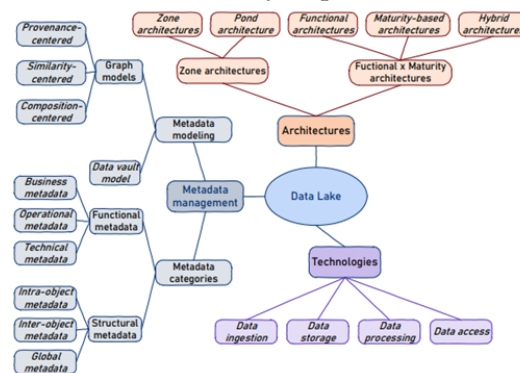 Zone
architectures
Pond
architecture
Functional
architectures
Maturity-based
architectures
Hybrid
architectures
Zone architectures
Fuctional x Maturity
architectures
Architectures
Provenance-
centered
Similarity-
centered
Composition-
centered
Graph
models
Metadata
modeling
Data vault
model
Metadata
management
Data Lake
Business
metadata
Operational
metadata
Technical
metadata
Functional
metadata
Metadata
categories
Intra-object
metadata
Inter-object
metadata
Global
metadata
Structural
metadata
Technologies
Data
ingestion
Data
storage
Data
processing
Data access